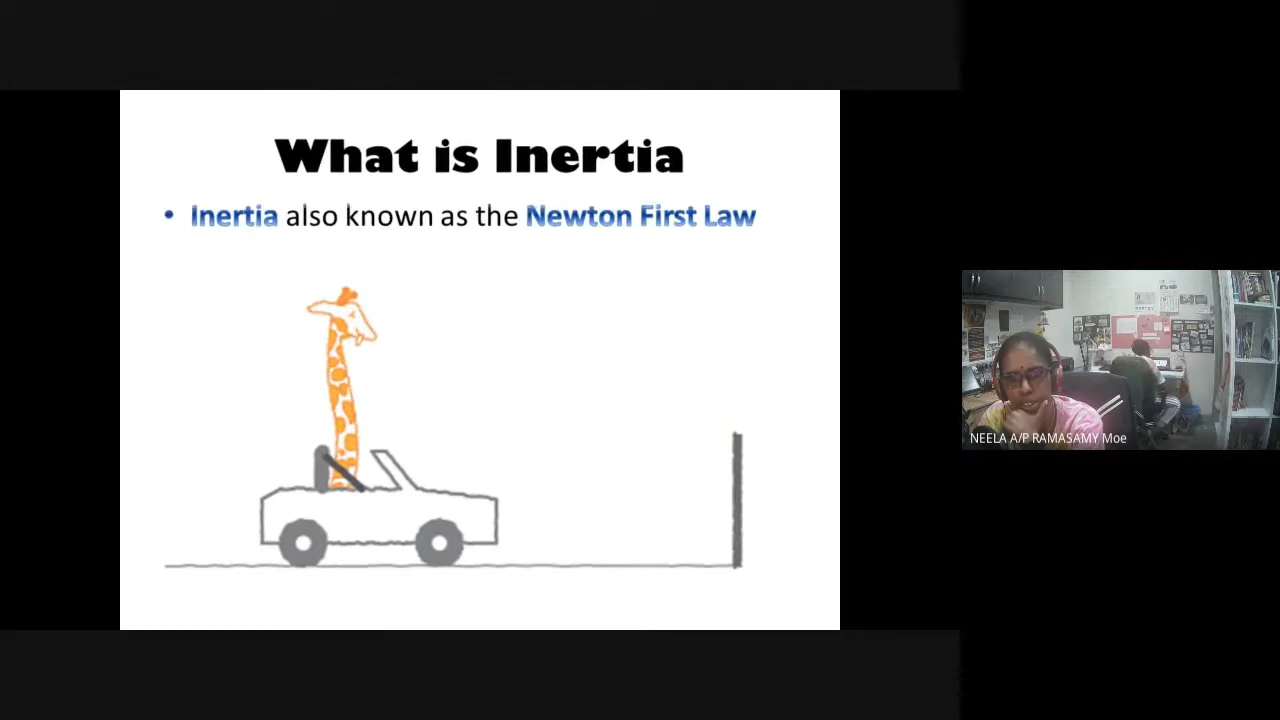 What is Inertia
• Inertia also known as the Newton First Law
NEELA A/P RAMASAMY Moe